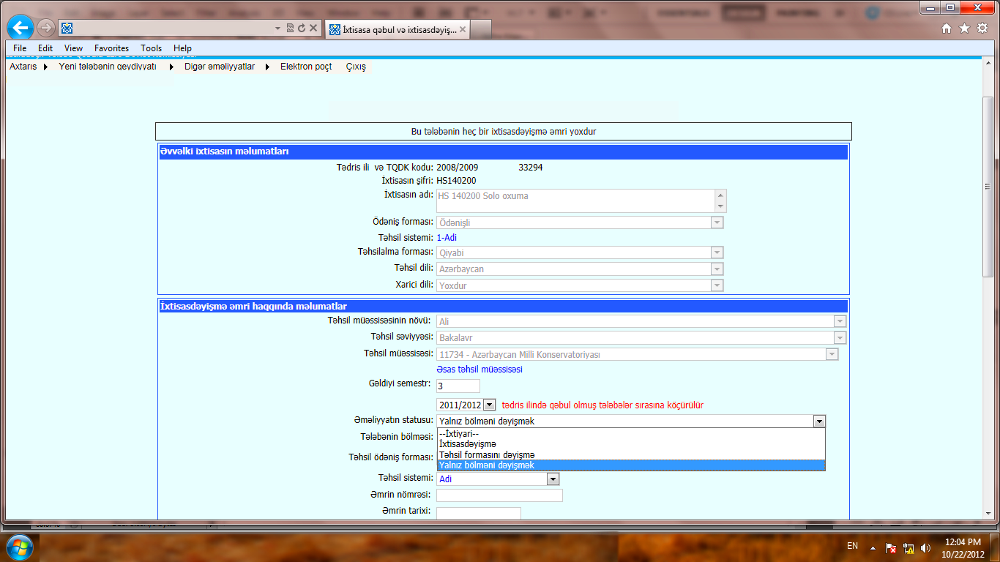 İxtisasa qəbul və ixtisasdəyiş...
File Edit View Favorites Tools Help
Axtarış Yeni tələbənin qeydiyyatı Digər əməliyyatlar Elektron poçt Çıxış
Bu tələbənin heç bir ixtisasdəyişmə əmri yoxdur
Əvvəlki ixtisasın məlumatları
Tədris ili və TQDK kodu: 2008/2009 33294
İxtisasın şifri: HS140200
İxtisasın adı: HS 140200 Solo oxuma
Ödəniş forması: Ödənişli
Təhsil sistemi: 1-Adi
Təhsilalma forması: Qiyabi
Təhsil dili: Azərbaycan
Xarici dili: Yoxdur
İxtisasdəyişmə əmri haqqında məlumatlar
Təhsil müəssisəsinin növü: Ali
Təhsil səviyyəsi: Bakalavr
Təhsil müəssisəsi: 11734 - Azərbaycan Milli Konservatoriyası
Əsas təhsil müəssisəsi
Gəldiyi semestr: 3
2011/2012 tədris ilində qəbul olmuş tələbələr sırasına köçürülür
Əməliyyatın statusu: Yalnız bölməni dəyişmək
Tələbənin bölməsi: --İxtiyari--
İxtisasdəyişmə
Təhsil ödəniş forması: Təhsil formasını dəyişmə
Yalnız bölməni dəyişmək
Təhsil sistemi: Adi
Əmrin nömrəsi:
Əmrin tarixi:
EN 12:04 PM
10/22/2012